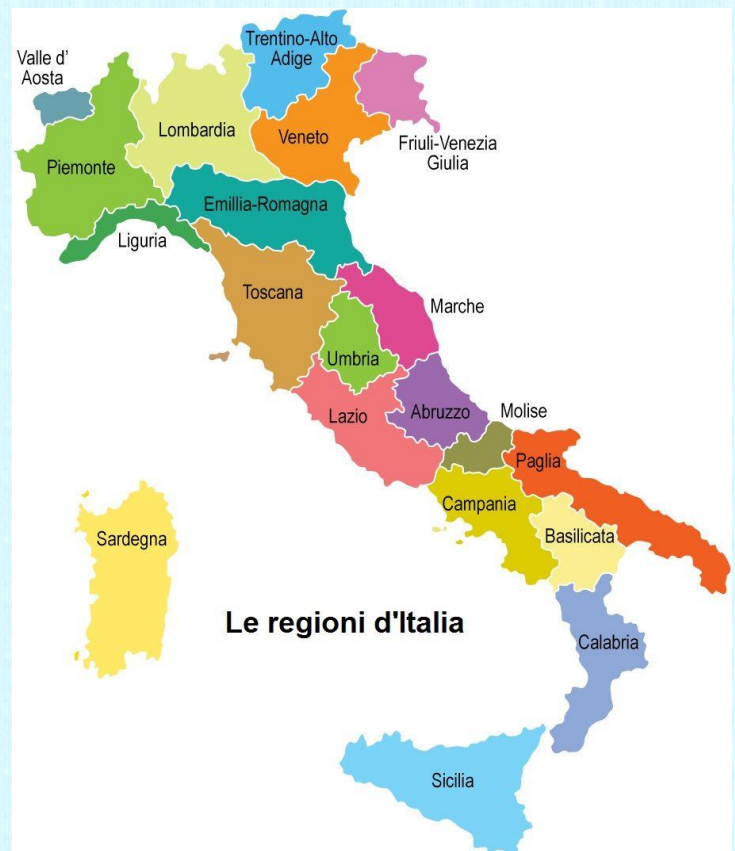 Trentino-Alto
Adige
Valle d'
Aosta
Lombardia
Veneto
Friuli-Venezia
Giulia
Piemonte
Emillia-Romagna
Liguria
Toscana
Marche
Umbria
Lazio
Abruzzo
Molise
Paglia
Campania
Basilicata
Sardegna
Le regioni d'Italia
Calabria
Sicilia